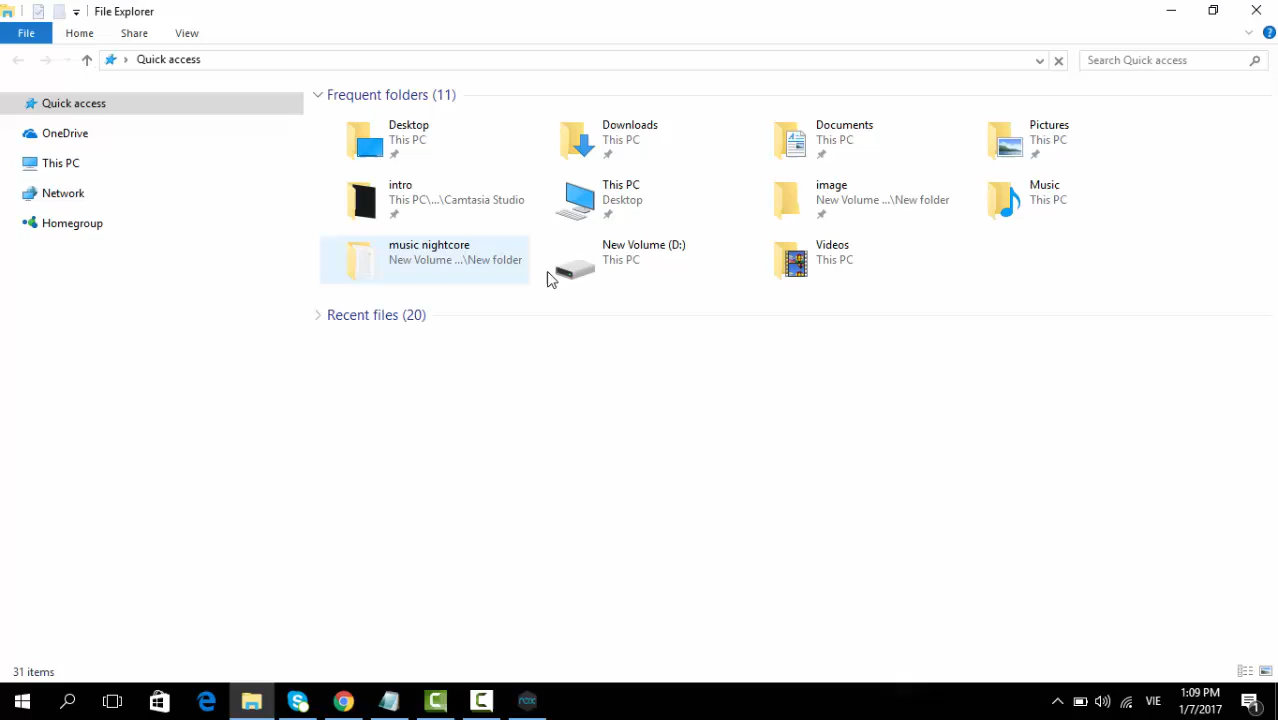 File Explorer
File Home Share View
Quick access
Search Quick access
Quick access
OneDrive
This PC
Network
Homegroup
Frequent folders (11)
Desktop
This PC
Downloads
This PC
Documents
This PC
Pictures
This PC
intro
This PC\...\Camtasia Studio
This PC
Desktop
image
New Volume ...\New folder
Music
This PC
music nightcore
New Volume ...\New folder
New Volume (D:)
This PC
Videos
This PC
Recent files (20)
31 items
nox
VIE
1:09 PM
1/7/2017
1